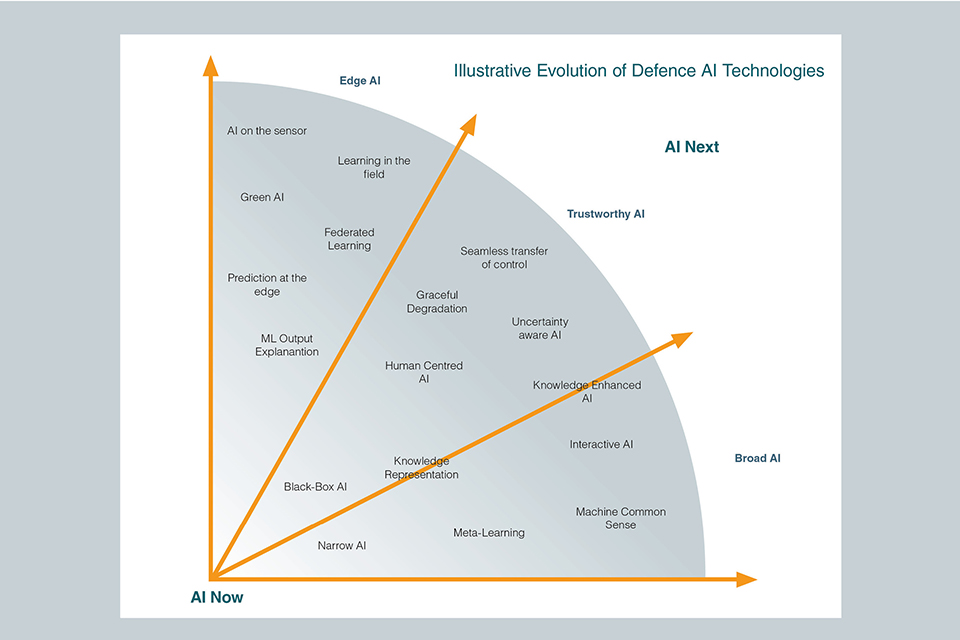 Illustrative Evolution of Defence AI Technologies
Edge AI
AI on the sensor
AI Next
Learning in the
field
Green AI
Trustworthy AI
Federated
Learning
Seamless transfer
of control
Prediction at the
edge
Graceful
Degradation
Uncertainty
aware AI
ML Output
Explanantion
Human Centred
AI
Knowledge Enhanced
AI
Interactive AI
Broad AI
Knowledge
Representation
Black-Box AI
Machine Common
Sense
Meta-Learning
Narrow AI
AI Now